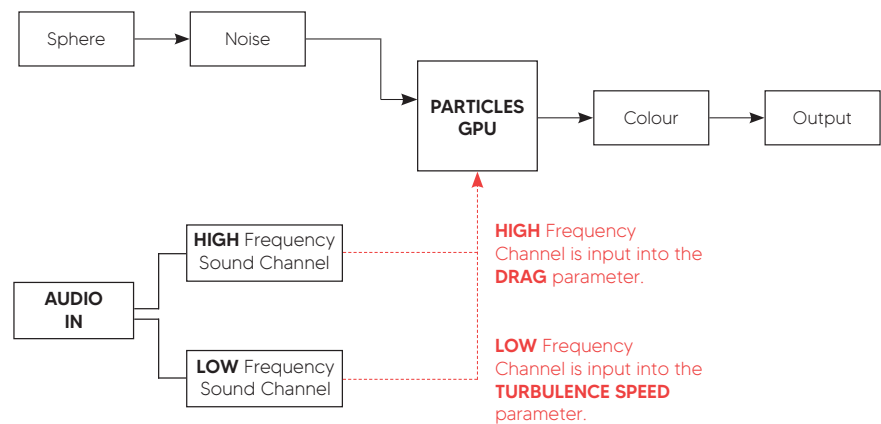 Sphere
Noise
PARTICLES
GPU
Colour
Output
HIGH Frequency
Sound Channel
HIGH Frequency
Channel is input into the
DRAG parameter.
AUDIO
IN
LOW Frequency
Sound Channel
LOW Frequency
Channel is input into the
TURBULENCE SPEED
parameter.